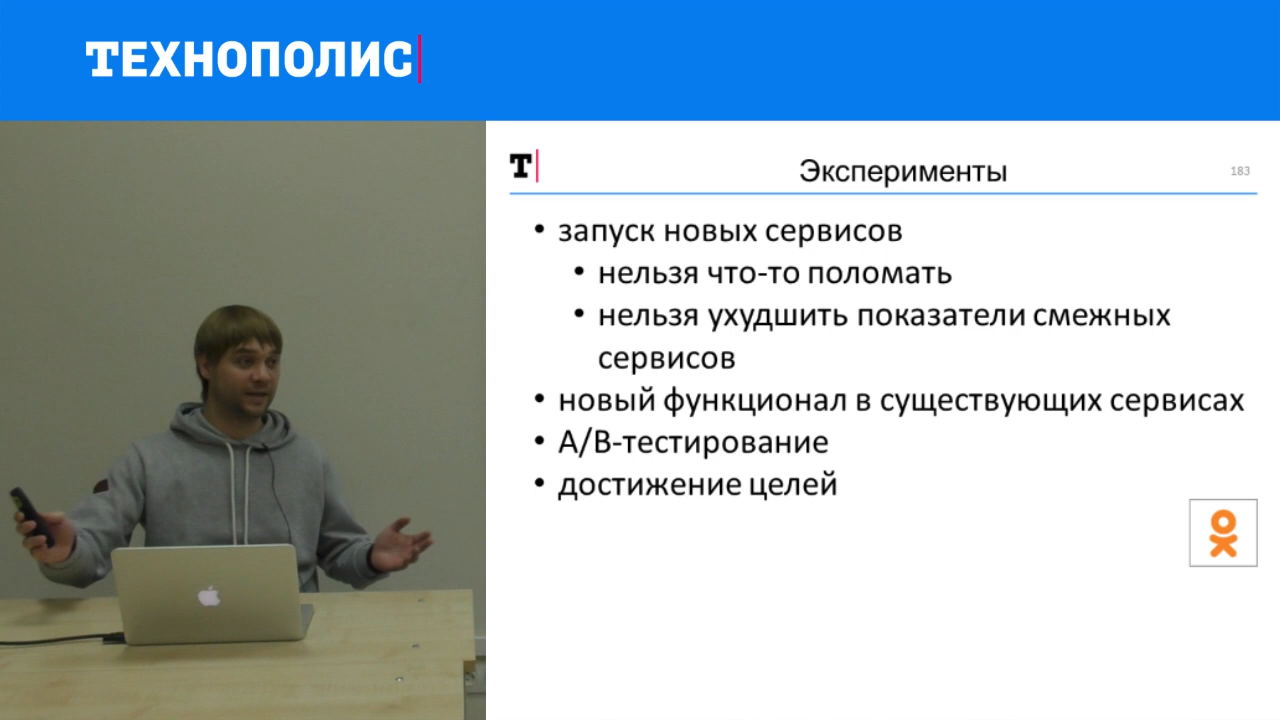 ТЕХНОПОЛИС
Т
Эксперименты
183
• запуск новых сервисов
• нельзя что-то поломать
• нельзя ухудшить показатели смежных
сервисов
• новый функционал в существующих сервисах
• A/B-тестирование
• достижение целей